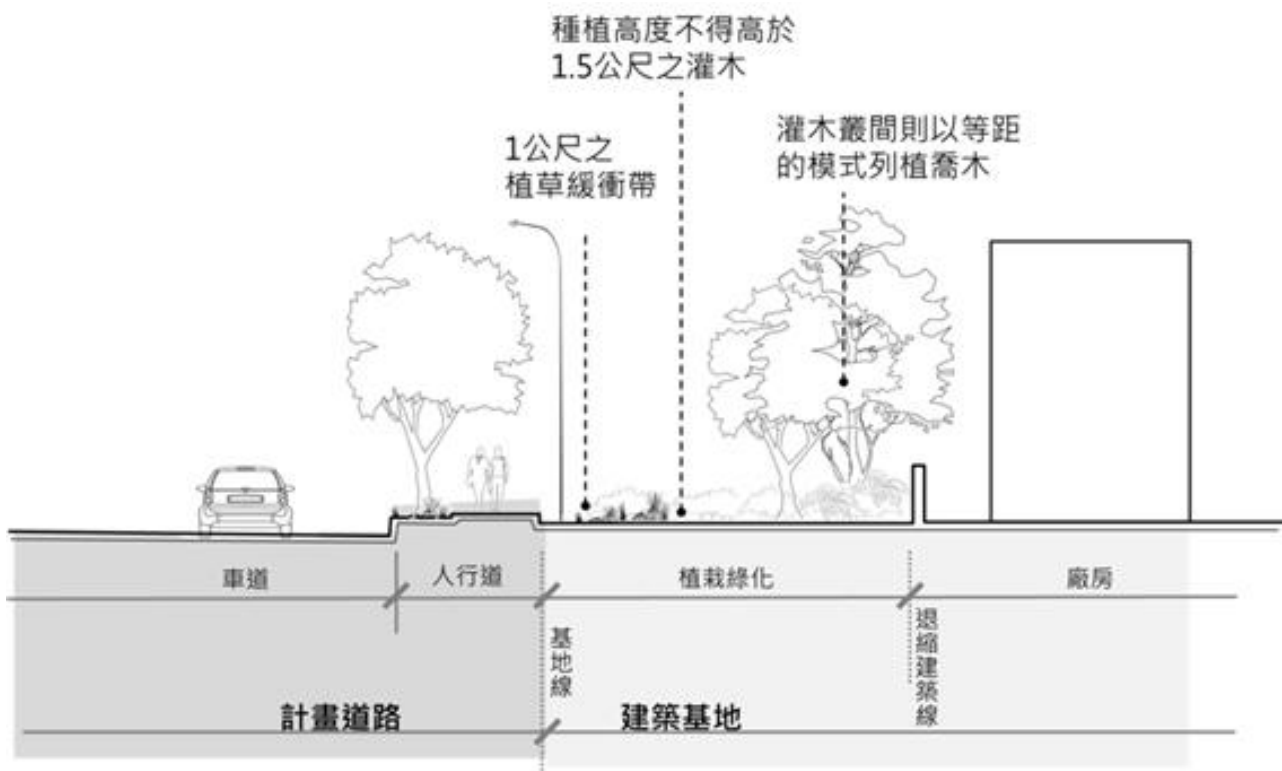 種植高度不得高於
1.5公尺之灌木
1公尺之
植草緩衝帶
灌木叢間則以等距
的模式列植喬木
車道
人行道
植栽綠化
廠房
基地線
退縮建築線
計畫道路
建築基地